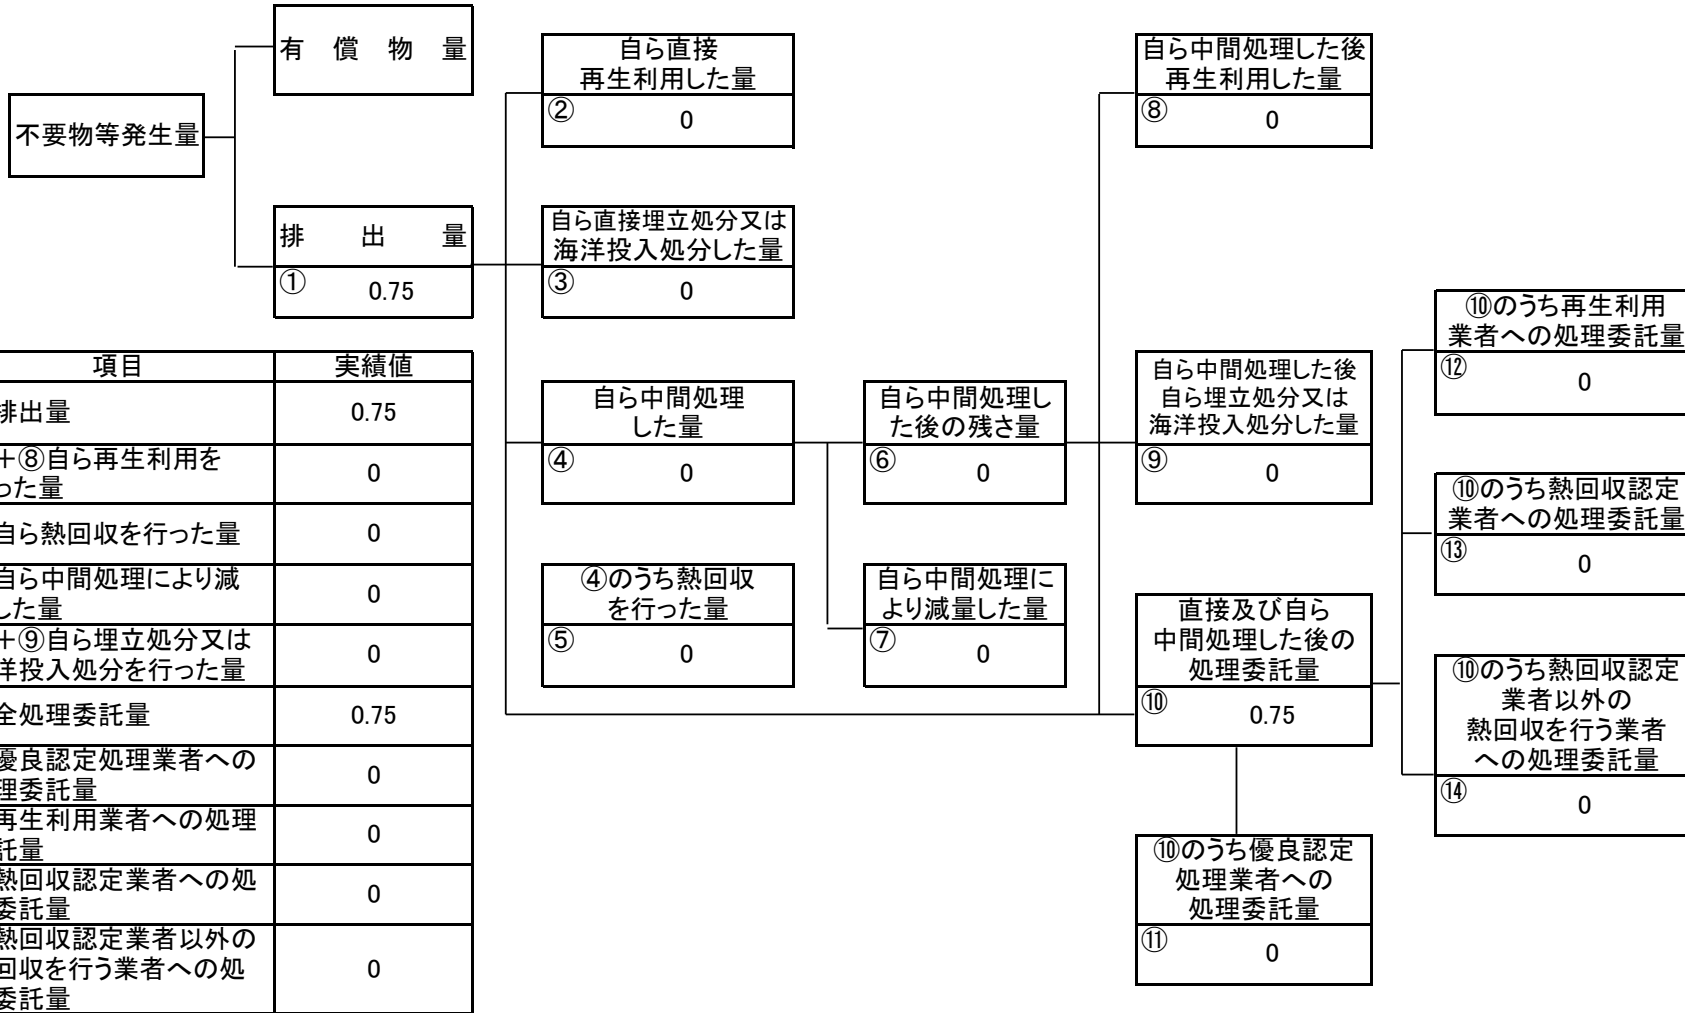 不要物等発生量
有償物量
排出量
① 0.75
自ら直接
再生利用した量
② 0
自ら直接埋立処分又は
海洋投入処分した量
③ 0
自ら中間処理
した量
④ 0
④のうち熱回収
を行った量
⑤ 0
自ら中間処理し
た後の残さ量
⑥ 0
自ら中間処理に
より減量した量
⑦ 0
自ら中間処理した後
再生利用した量
⑧ 0
自ら中間処理した後
自ら埋立処分又は
海洋投入処分した量
⑨ 0
直接及び自ら
中間処理した後の
処理委託量
⑩ 0.75
⑩のうち優良認定
処理業者への
処理委託量
⑪ 0
⑩のうち再生利用
業者への処理委託量
⑫ 0
⑩のうち熱回収認定
業者への処理委託量
⑬ 0
⑩のうち熱回収認定
業者以外の
熱回収を行う業者
への処理委託量
⑭ 0
項目 実績値
排出量 0.75
+⑧自ら再生利用を
った量 0
自ら熱回収を行った量 0
自ら中間処理により減
した量 0
+⑨自ら埋立処分又は
洋投入処分を行った量 0
全処理委託量 0.75
優良認定処理業者への
理委託量 0
再生利用業者への処理
託量 0
熱回収認定業者への処
委託量 0
熱回収認定業者以外の
回収を行う業者への処
委託量 0